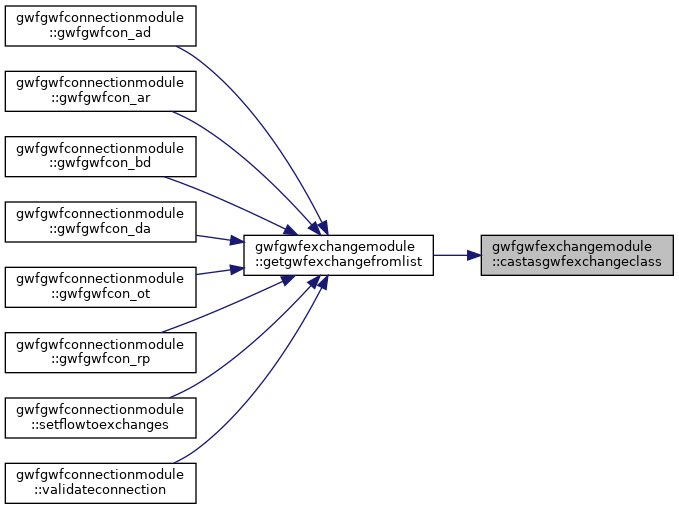 gwfgwfconnectionmodule
::gwfgwfcon_ad
gwfgwfconnectionmodule
::gwfgwfcon_ar
gwfgwfconnectionmodule
::gwfgwfcon_bd
gwfgwfconnectionmodule
::gwfgwfcon_da
gwfgwfconnectionmodule
::gwfgwfcon_ot
gwfgwfconnectionmodule
::gwfgwfcon_rp
gwfgwfconnectionmodule
::setflowtoexchanges
gwfgwfconnectionmodule
::validateconnection
gwfgwfexchangemodule
::getgwfexchangefromlist
gwfgwfexchangemodule
::castasgwfexchangeclass